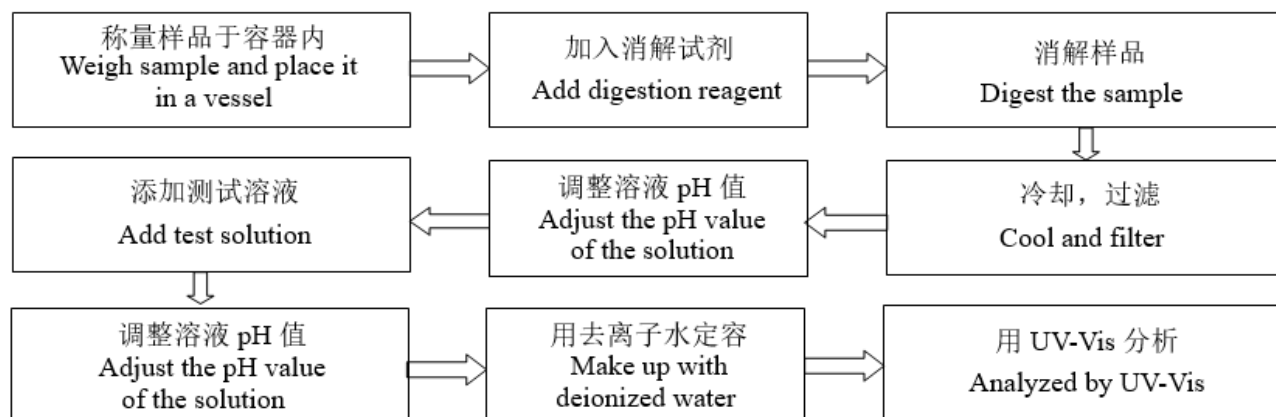 称量样品于容器内
Weigh sample and place it
in a vessel
加入消解试剂
Add digestion reagent
消解样品
Digest the sample
冷却，过滤
Cool and filter
调整溶液 pH 值
Adjust the pH value
of the solution
添加测试溶液
Add test solution
调整溶液 pH 值
Adjust the pH value
of the solution
用去离子水定容
Make up with
deionized water
用 UV-Vis 分析
Analyzed by UV-Vis